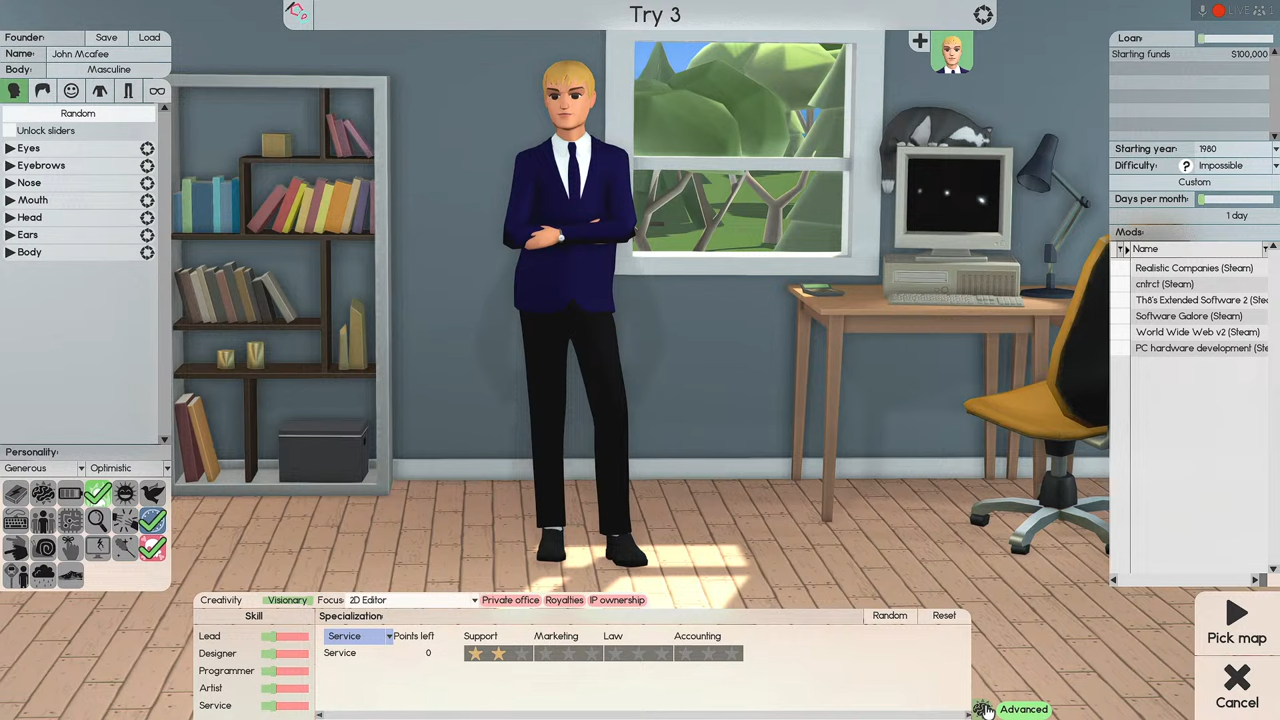 Try 3
LIVE
1
Founder:
Save
Load
Name:
John Mcafee
Body:
Masculine
Random
Unlock sliders
Eyes
Eyebrows
Nose
Mouth
Head
Ears
Body
Personality:
Generous
Optimistic
Creativity
Visionary
Focus:
2D Editor
Private office
Royalties
IP ownership
Skill
Specialization:
Random
Reset
Lead
Designer
Programmer
Artist
Service
Service
Points left
Support
Marketing
Law
Accounting
Service
0
Advanced
Loan:
Starting funds
$100,000
Starting year:
1980
Difficulty:
?
Impossible
Custom
Days per month:
1 day
Mods:
Name
Realistic Companies (Steam)
cntrct (Steam)
Th8's Extended Software 2 (Stea
Software Galore (Steam)
World Wide Web v2 (Steam)
PC hardware development (Ste
Pick map
Cancel